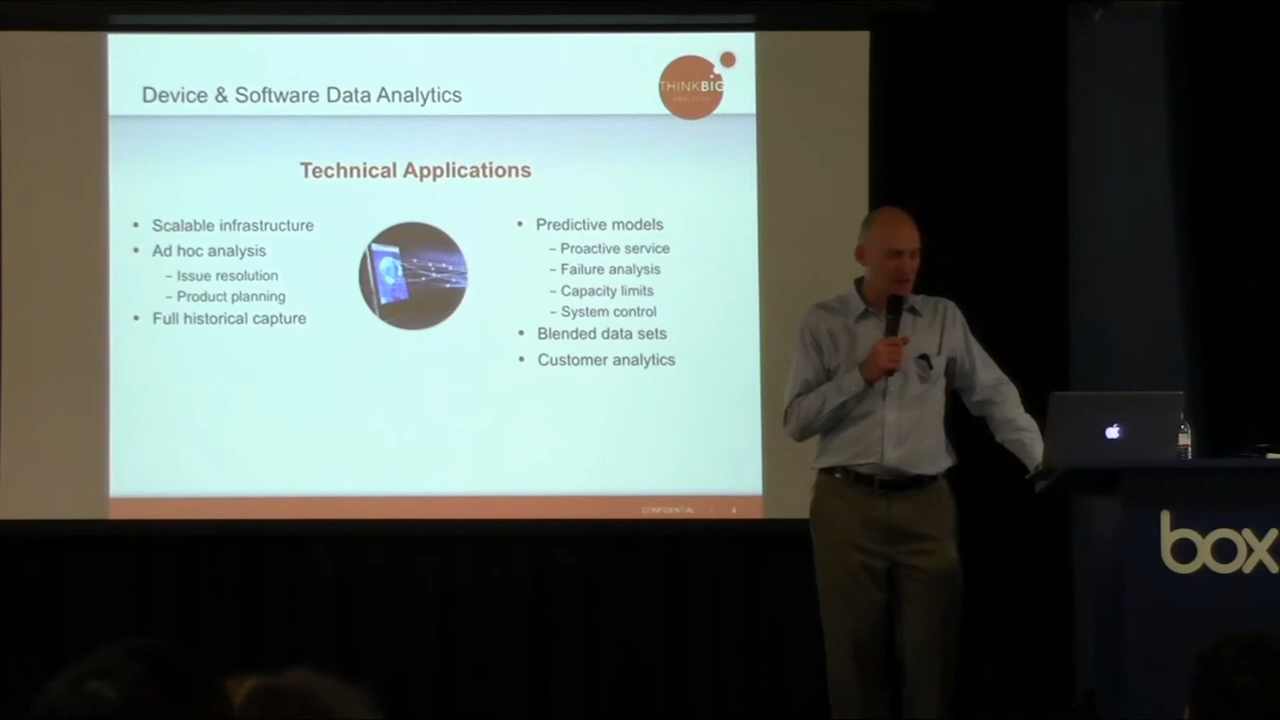 Device & Software Data Analytics
THINKBIG
Technical Applications
• Scalable infrastructure
• Ad hoc analysis
– Issue resolution
– Product planning
• Full historical capture
• Predictive models
– Proactive service
– Failure analysis
– Capacity limits
– System control
• Blended data sets
• Customer analytics
CONFIDENTIAL
box